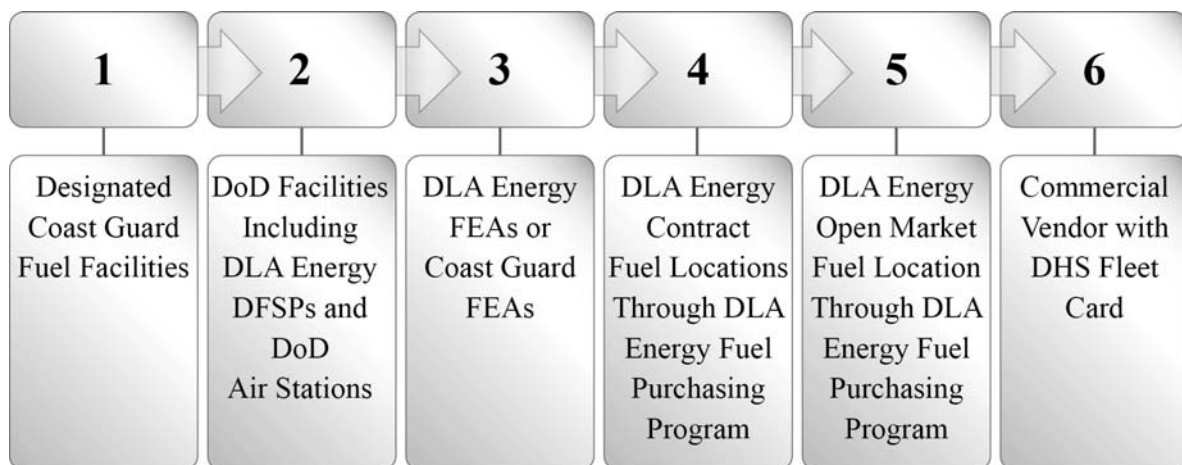 1
2
3
4
5
6
Designated
Coast Guard
Fuel Facilities
DoD Facilities
Including
DLA Energy
DFSPs and
DoD
Air Stations
DLA Energy
FEAs or
Coast Guard
FEAs
DLA Energy
Contract
Fuel Locations
Through DLA
Energy Fuel
Purchasing
Program
DLA Energy
Open Market
Fuel Location
Through DLA
Energy Fuel
Purchasing
Program
Commercial
Vendor with
DHS Fleet
Card